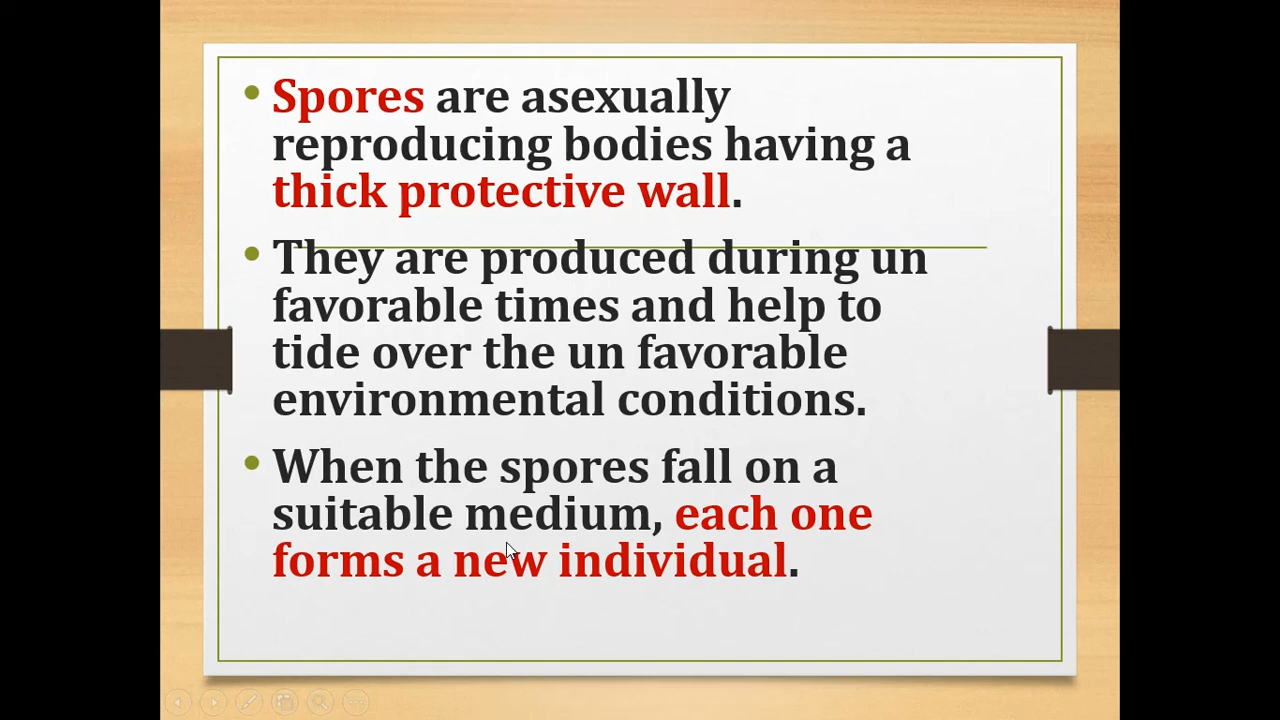 • Spores are asexually
reproducing bodies having a
thick protective wall.
• They are produced during un
favorable times and help to
tide over the un favorable
environmental conditions.
• When the spores fall on a
suitable medium, each one
forms a new individual.